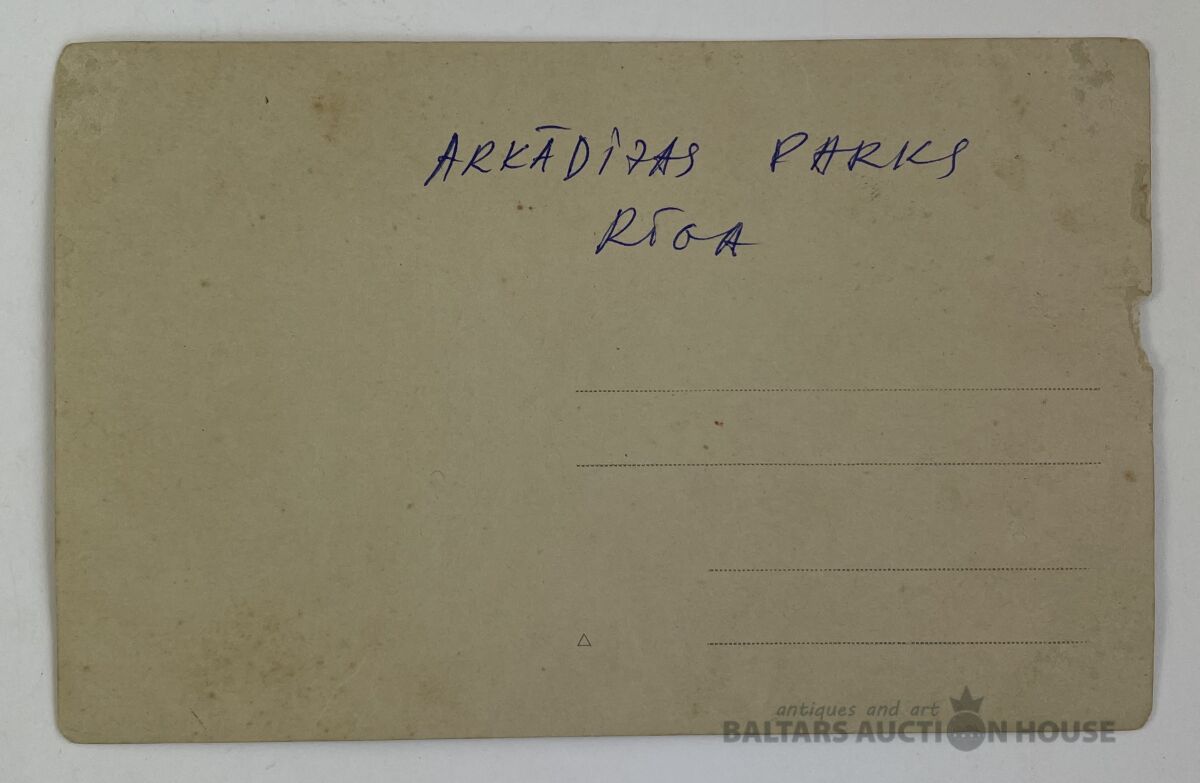 ARKĀDIJAS PARKS
RĪGA
antiques and art
BALTARS AUCTION HOUSE